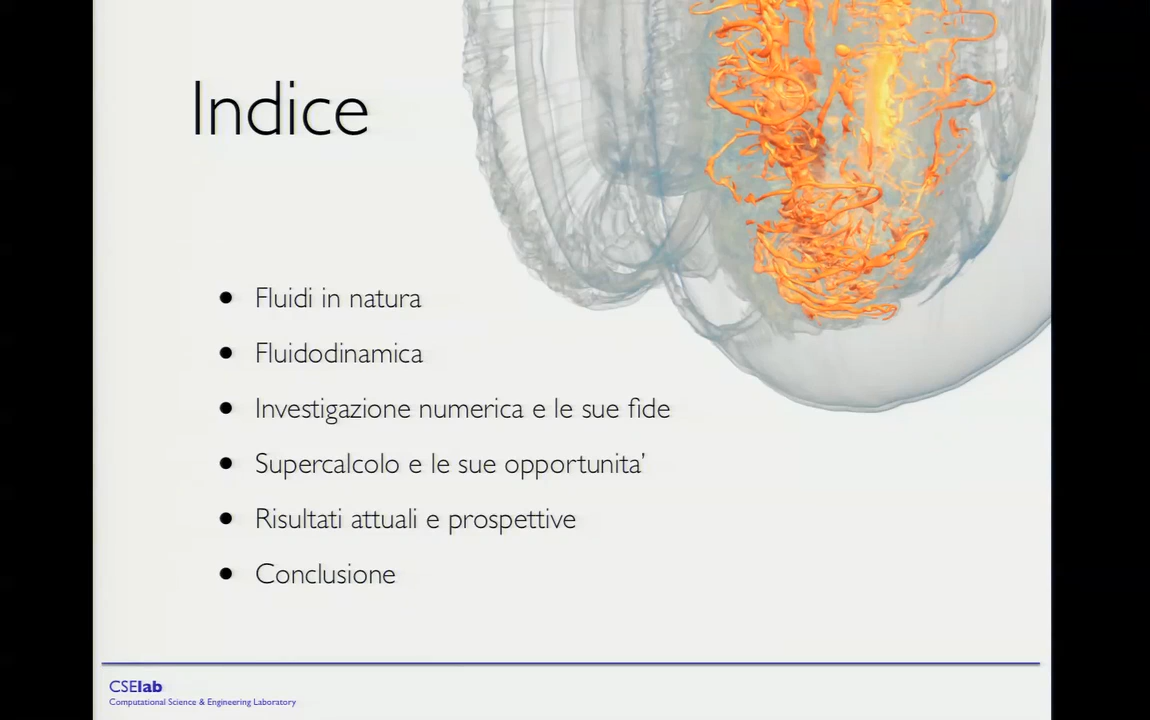 Indice
• Fluidi in natura
• Fluidodinamica
• Investigazione numerica e le sue fide
• Supercalcolo e le sue opportunita’
• Risultati attuali e prospettive
• Conclusione
CSElab
Computational Science & Engineering Laboratory